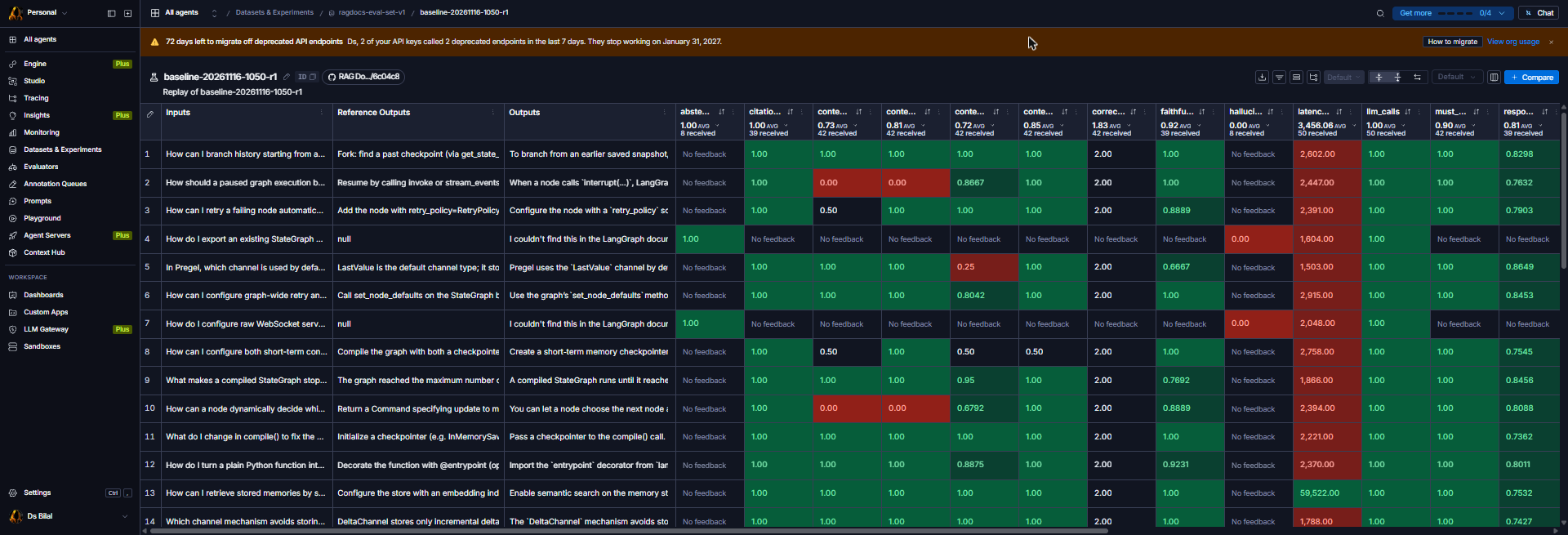 Personal
All agents
Engine Plus
Studio
Tracing
Insights Plus
Monitoring
Datasets & Experiments
Evaluators
Annotation Queues
Prompts
Playground
Agent Servers Plus
Context Hub
WORKSPACE
Dashboards
Custom Apps
LLM Gateway Plus
Sandboxes
Settings Ctrl ,
Ds Bilal
All agents / Datasets & Experiments / ragdocs-eval-set-v1 / baseline-20261116-1050-r1
Get more 0/4 Chat
72 days left to migrate off deprecated API endpoints Ds, 2 of your API keys called 2 deprecated endpoints in the last 7 days. They stop working on January 31, 2027. How to migrate View org usage ×
baseline-20261116-1050-r1 ID RAG Do.../6c04c8 Default Default + Compare
Replay of baseline-20261116-1050-r1
Inputs Reference Outputs Outputs abste... citatio... conte... conte... conte... conte... correc... faithfu... halluci... latenc... llm_calls must_... respo...
1.00 AVG 1.00 AVG 0.73 AVG 0.81 AVG 0.72 AVG 0.85 AVG 1.83 AVG 0.92 AVG 0.00 AVG 3,456.06 AVG 1.00 AVG 0.90 AVG 0.81 AVG
8 received 39 received 42 received 42 received 42 received 42 received 42 received 39 received 8 received 50 received 50 received 42 received 39 received
1 How can I branch history starting from a... Fork: find a past checkpoint (via get_state_ To branch from an earlier saved snapshot, No feedback 1.00 1.00 1.00 1.00 1.00 2.00 1.00 No feedback 2,602.00 1.00 1.00 0.8298
2 How should a paused graph execution b... Resume by calling invoke or stream_events When a node calls `interrupt(...)`, LangGra No feedback 1.00 0.00 0.00 0.8667 1.00 2.00 1.00 No feedback 2,447.00 1.00 1.00 0.7632
3 How can I retry a failing node automatic... Add the node with retry_policy=RetryPolicy Configure the node with a `retry_policy` so No feedback 1.00 0.50 1.00 1.00 1.00 2.00 0.8889 No feedback 2,391.00 1.00 1.00 0.7903
4 How do I export an existing StateGraph ... null I couldn't find this in the LangGraph docur 1.00 No feedback No feedback No feedback No feedback No feedback No feedback No feedback 0.00 1,604.00 1.00 No feedback No feedback
5 In Pregel, which channel is used by defa... LastValue is the default channel type; it sto Pregel uses the `LastValue` channel by de No feedback 1.00 1.00 1.00 0.25 1.00 2.00 0.6667 No feedback 1,503.00 1.00 1.00 0.8649
6 How can I configure graph-wide retry an... Call set_node_defaults on the StateGraph b Use the graph's `set_node_defaults` metho No feedback 1.00 1.00 1.00 0.8042 1.00 2.00 1.00 No feedback 2,915.00 1.00 1.00 0.8453
7 How do I configure raw WebSocket serv... null I couldn't find this in the LangGraph docur 1.00 No feedback No feedback No feedback No feedback No feedback No feedback No feedback 0.00 2,048.00 1.00 No feedback No feedback
8 How can I configure both short-term con... Compile the graph with both a checkpointe Create a short-term memory checkpointer No feedback 1.00 0.50 1.00 0.50 0.50 2.00 1.00 No feedback 2,758.00 1.00 1.00 0.7545
9 What makes a compiled StateGraph stop... The graph reached the maximum number c A compiled StateGraph runs until it reache No feedback 1.00 1.00 1.00 0.95 1.00 2.00 0.7692 No feedback 1,866.00 1.00 1.00 0.8456
10 How can a node dynamically decide whi... Return a Command specifying update to m You can let a node choose the next node a No feedback 1.00 0.00 0.00 0.6792 1.00 2.00 0.8889 No feedback 2,394.00 1.00 1.00 0.8088
11 What do I change in compile() to fix the ... Initialize a checkpointer (e.g. InMemorySav Pass a checkpointer to the compile() call. No feedback 1.00 1.00 1.00 1.00 1.00 2.00 1.00 No feedback 2,221.00 1.00 1.00 0.7362
12 How do I turn a plain Python function int... Decorate the function with @entrypoint (op Import the `entrypoint` decorator from `lan No feedback 1.00 1.00 1.00 0.8875 1.00 2.00 0.9231 No feedback 2,370.00 1.00 1.00 0.8011
13 How can I retrieve stored memories by s... Configure the store with an embedding ind Enable semantic search on the memory st No feedback 1.00 1.00 1.00 1.00 1.00 2.00 1.00 No feedback 59,522.00 1.00 1.00 0.7532
14 Which channel mechanism avoids storin... DeltaChannel stores only incremental delta The `DeltaChannel` mechanism avoids sto No feedback 1.00 1.00 1.00 1.00 1.00 2.00 1.00 No feedback 1,788.00 1.00 1.00 0.7427